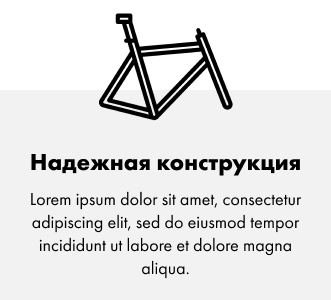 Надежная конструкция
Lorem ipsum dolor sit amet, consectetur
adipiscing elit, sed do eiusmod tempor
incididunt ut labore et dolore magna
aliqua.